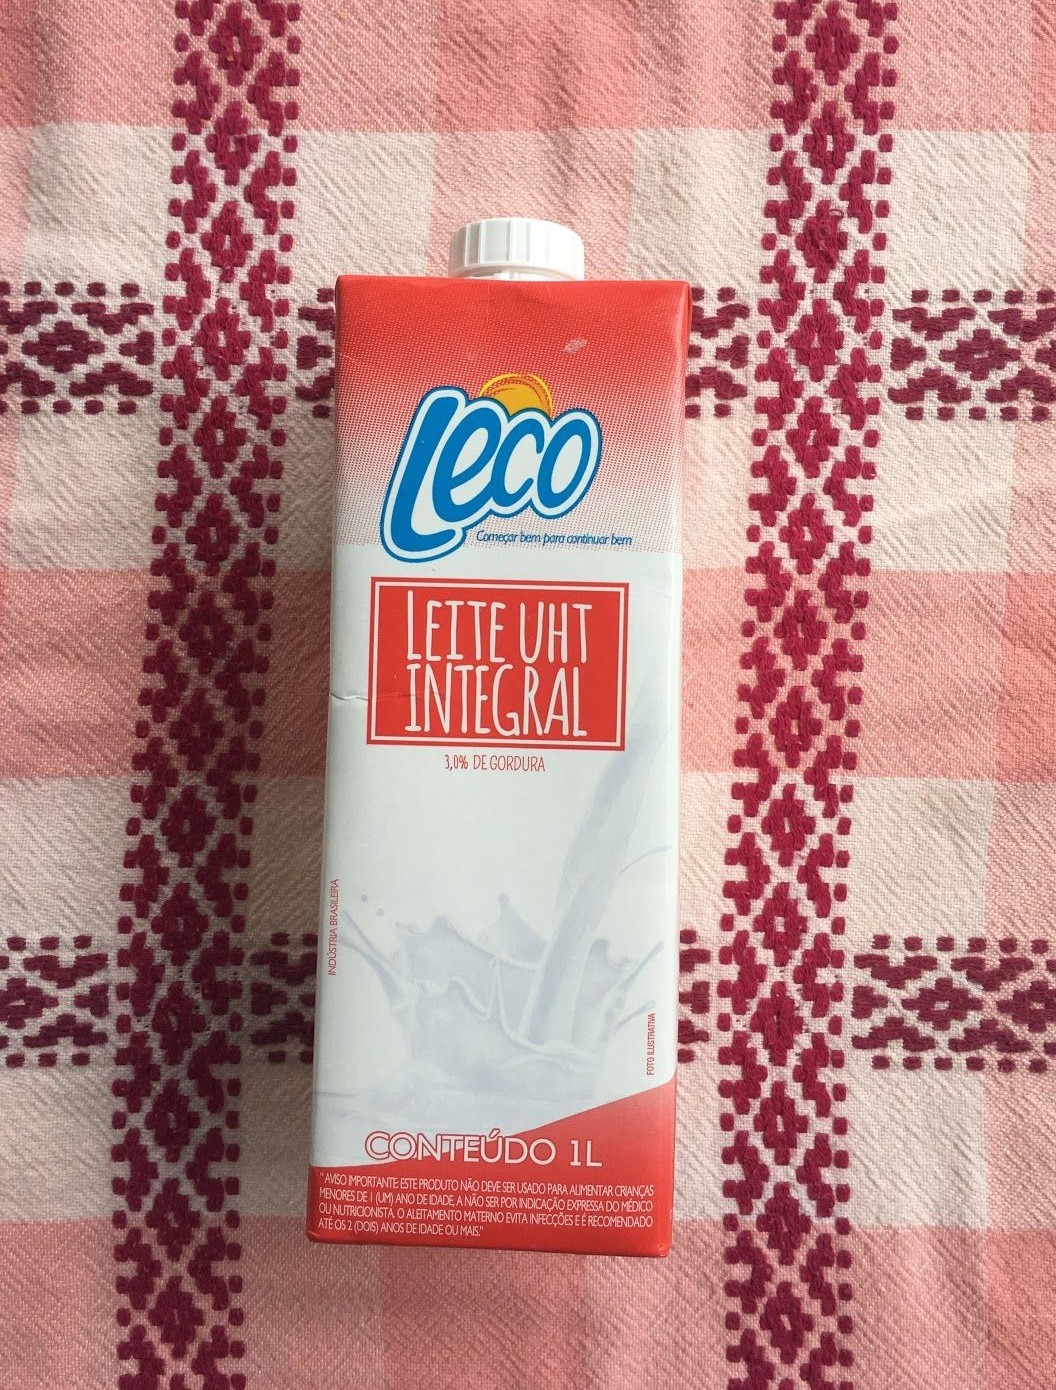 Leco
Começar bem para continuar bem
LEITE UHT
INTEGRAL
3,0% DE GORDURA
INDÚSTRIA BRASILEIRA
FOTO ILUSTRATIVA
CONTEÚDO 1L
"AVISO IMPORTANTE ESTE PRODUTO NÃO DEVE SER USADO PARA ALIMENTAR CRIANÇAS
MENORES DE 1 (UM) ANO DE IDADE, A NÃO SER POR INDICAÇÃO EXPRESSA DO MÉDICO
OU NUTRICIONISTA. O ALEITAMENTO MATERNO EVITA INFECÇÕES E É RECOMENDADO
ATÉ OS 2 (DOIS) ANOS DE IDADE OU MAIS."